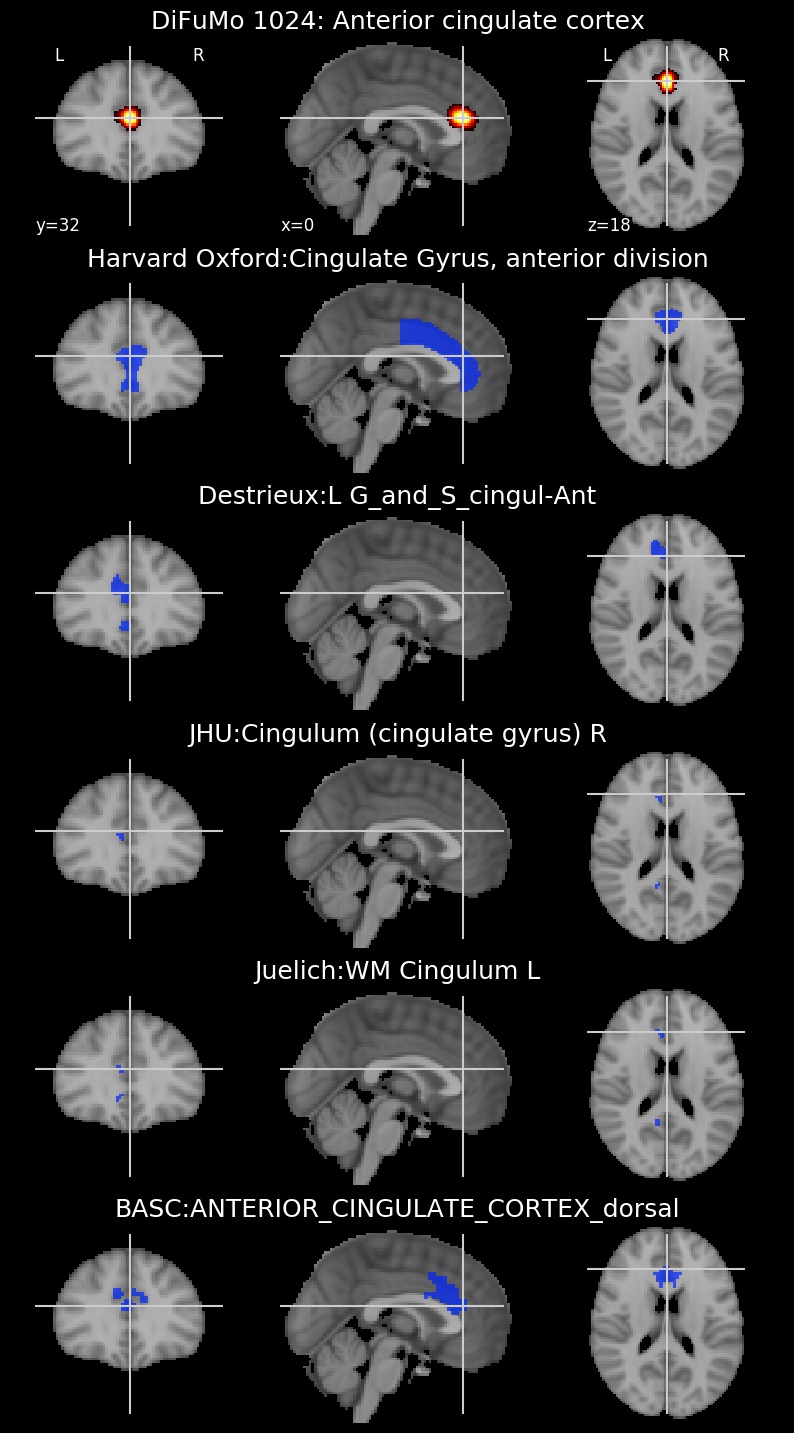 DiFuMo 1024: Anterior cingulate cortex
L R L R
y=32 x=0 z=18
Harvard Oxford:Cingulate Gyrus, anterior division
Destrieux:L G_and_S_cingul-Ant
JHU:Cingulum (cingulate gyrus) R
Juelich:WM Cingulum L
BASC:ANTERIOR_CINGULATE_CORTEX_dorsal